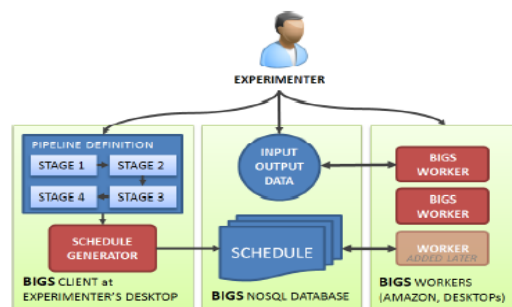 EXPERIMENTER
PIPELINE DEFINITION
STAGE 1
STAGE 2
STAGE 4
STAGE 3
SCHEDULE
GENERATOR
BIGS CLIENT at
EXPERIMENTER'S DESKTOP
INPUT
OUTPUT
DATA
SCHEDULE
BIGS NOSQL DATABASE
BIGS
WORKER
BIGS
WORKER
WORKER
ADDED LATER
BIGS WORKERS
(AMAZON, DESKTOPs)